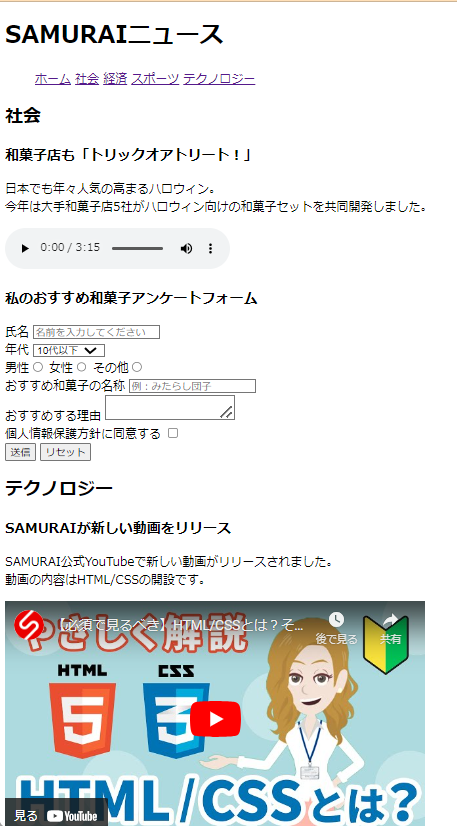 SAMURAIニュース
ホーム 社会 経済 スポーツ テクノロジー
社会
和菓子店も「トリックオアトリート！」
日本でも年々人気の高まるハロウィン。
今年は大手和菓子店5社がハロウィン向けの和菓子セットを共同開発しました。
0:00 / 3:15
私のおすすめ和菓子アンケートフォーム
氏名 名前を入力してください
年代 10代以下
男性 女性 その他
おすすめ和菓子の名称 例：みたらし団子
おすすめする理由
個人情報保護方針に同意する
送信 リセット
テクノロジー
SAMURAIが新しい動画をリリース
SAMURAI公式YouTubeで新しい動画がリリースされました。
動画の内容はHTML/CSSの開設です。
【必須で見るべき】HTML/CSSとは？そ...
後で見る 共有
やさしく解説
HTML CSS
5 3
HTML/CSSとは？
見る YouTube